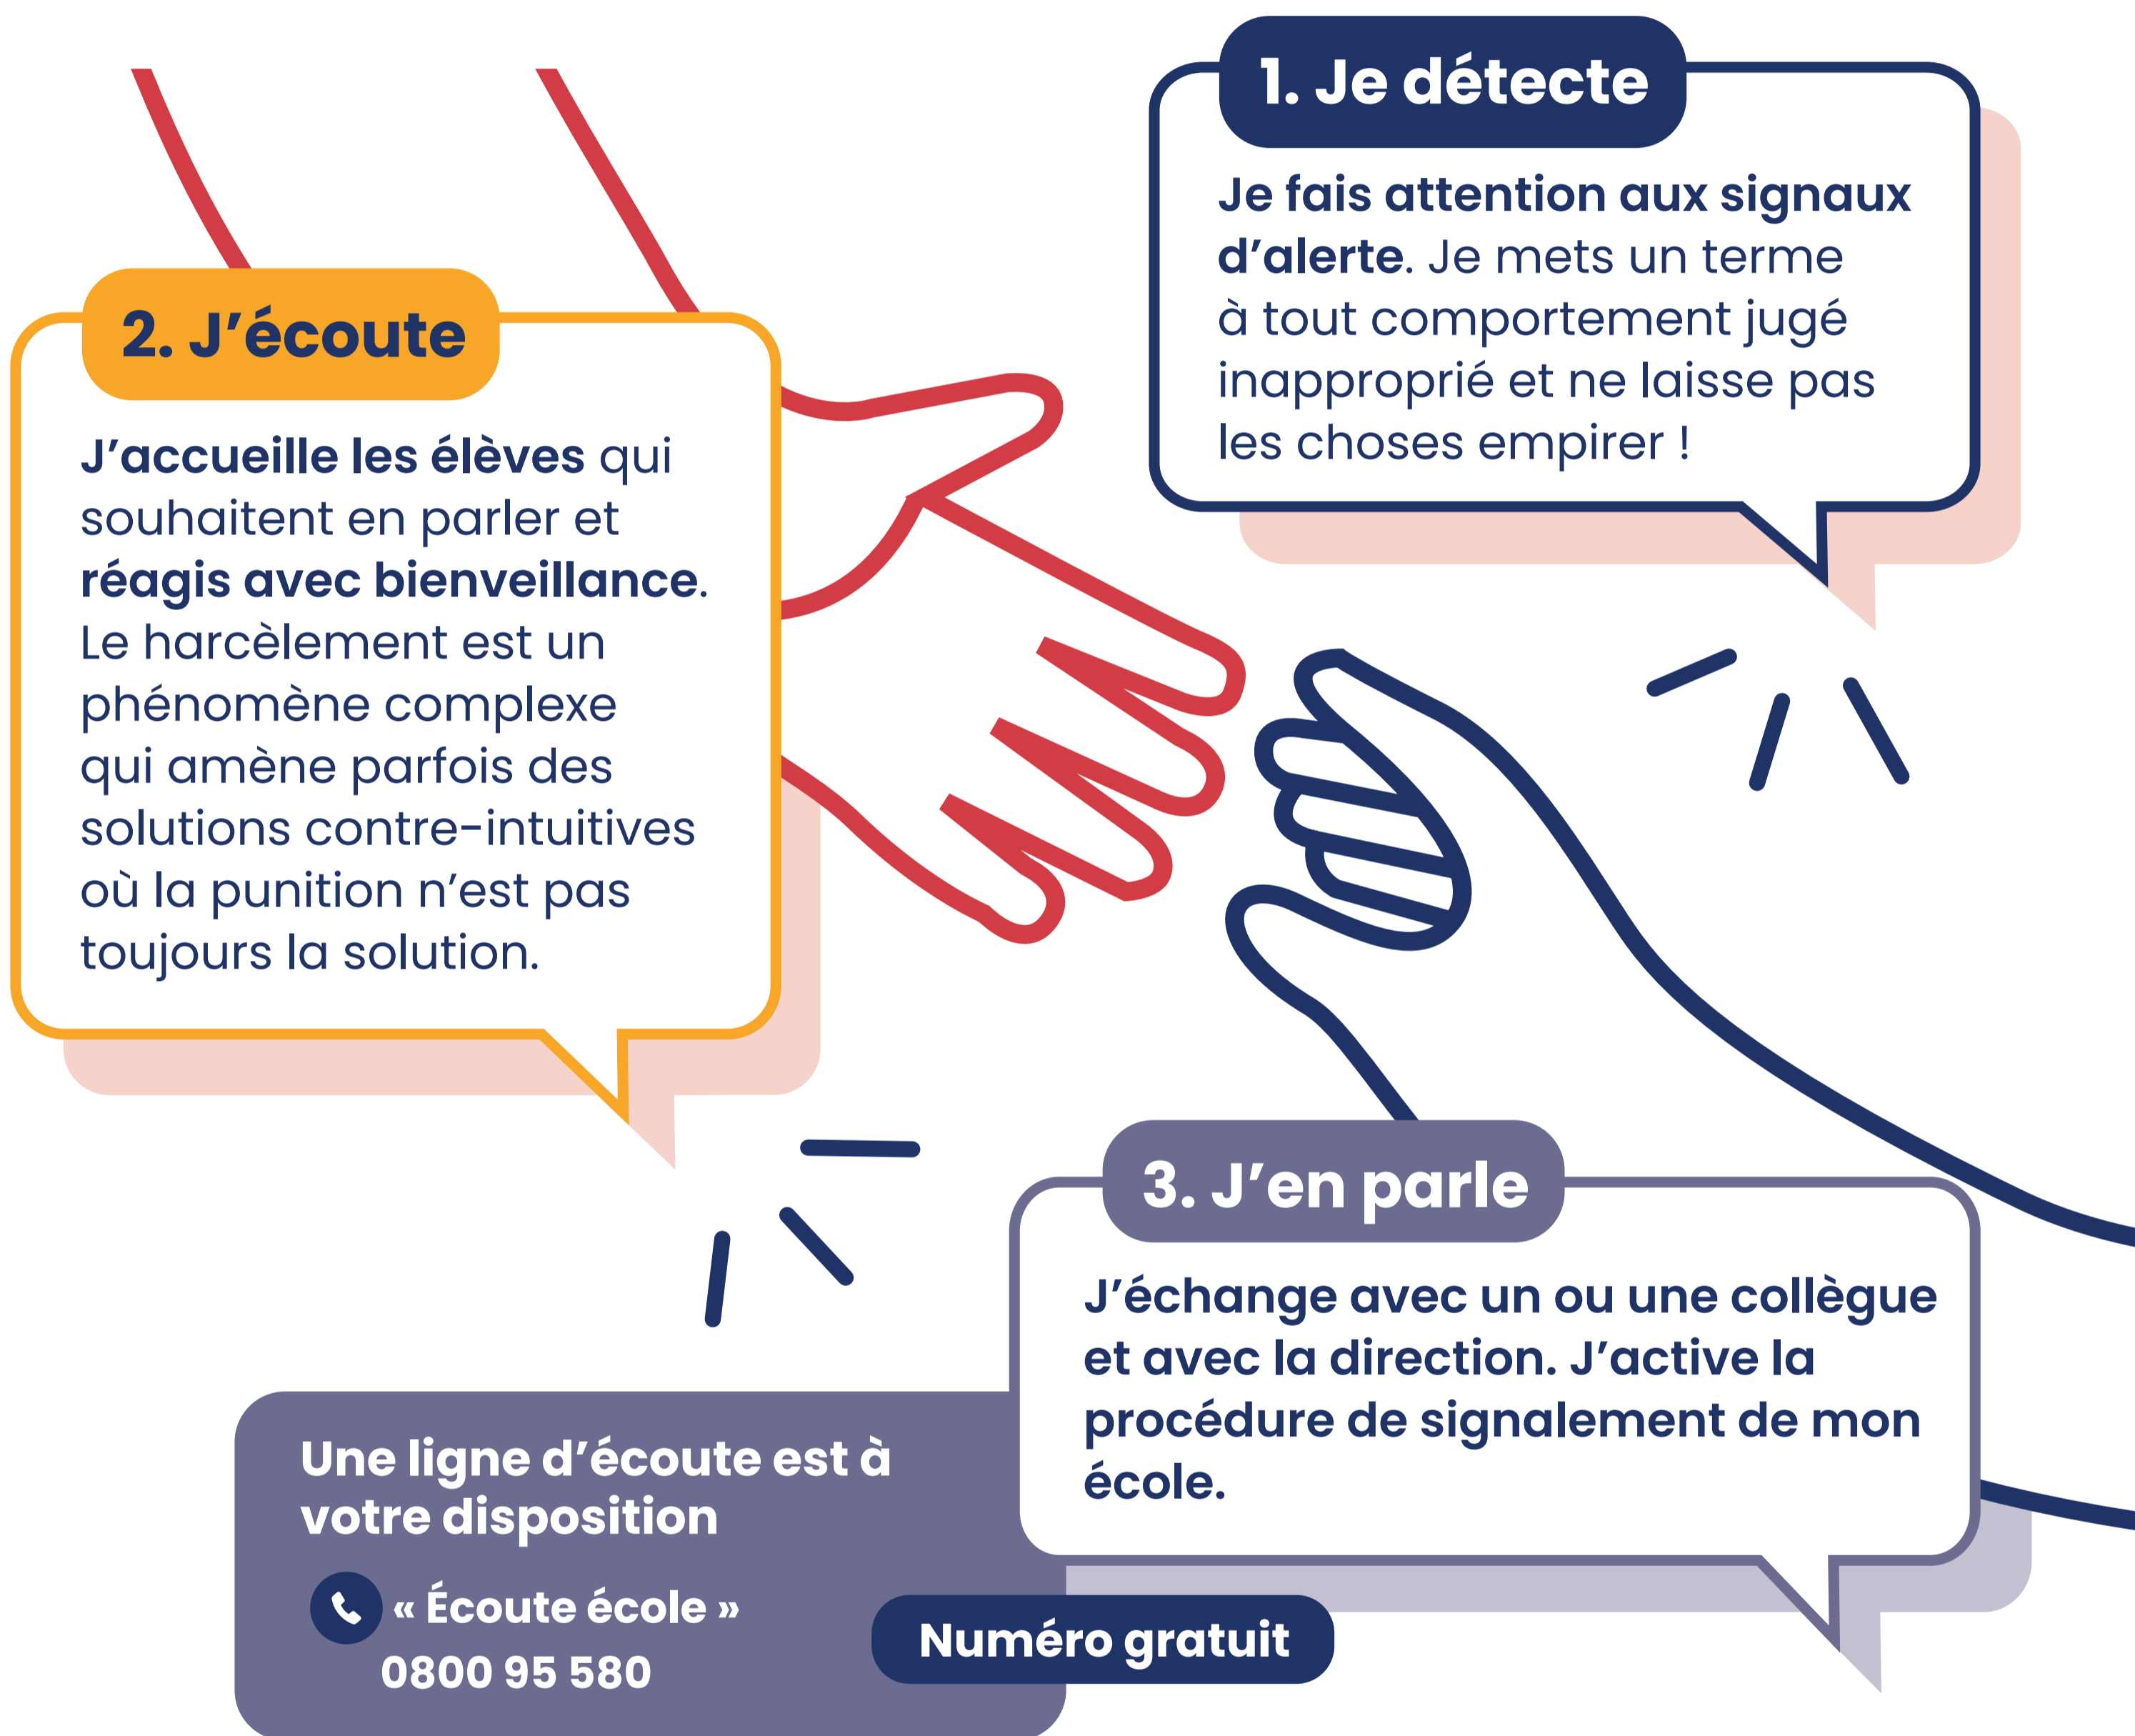 1. Je détecte
Je fais attention aux signaux
d’alarte. Je mets un terme
à tout comportement jugé
inapproprié et ne laisse pas
les choses empirer !
2. J’écoute
J’accueille les élèves qui
souhaitent en parler et
réagis avec bienveillance.
Le harcèlement est un
phénomène complexe
qui amène parfois des
solutions contre-intuitives
où la punition n’est pas
toujours la solution.
3. J’en parle
J’échange avec un ou une collègue
et avec la direction. J’active la
procédure de signalement de mon
école.
Une ligne d’écoute est à
votre disposition
« Écoute école »
0800 95 580
Numéro gratuit